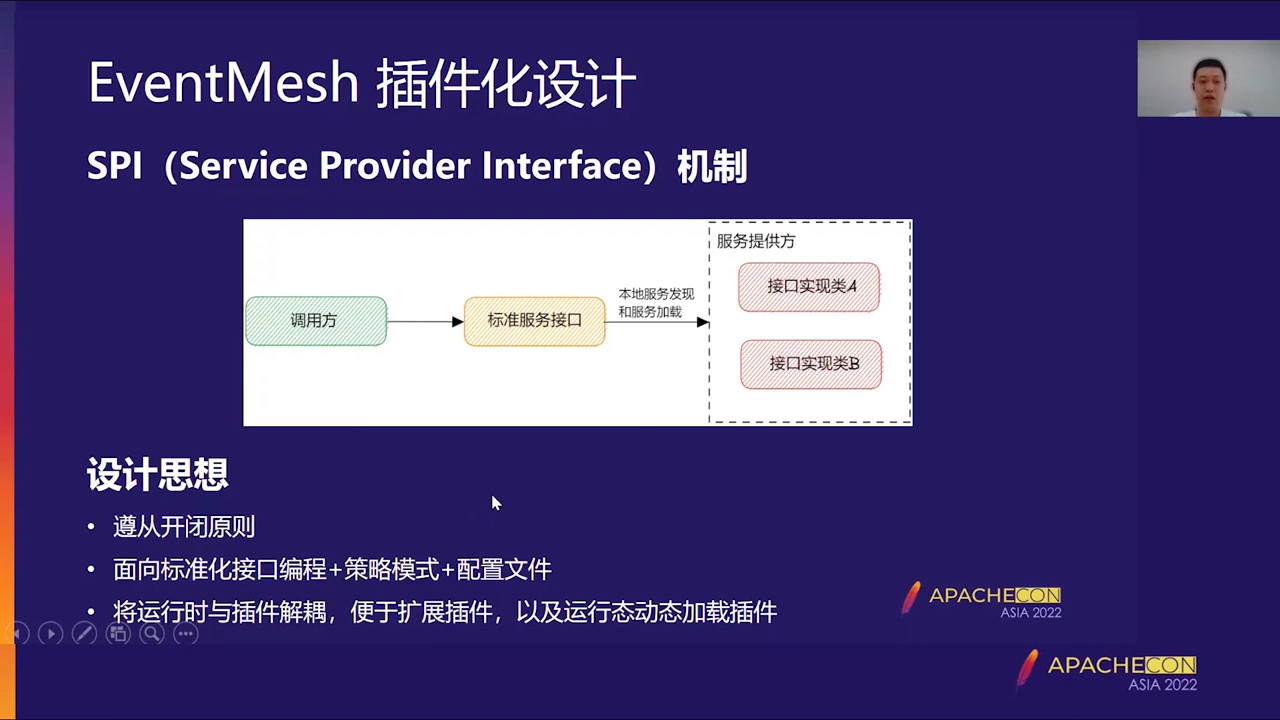 EventMesh 插件化设计
SPI（Service Provider Interface）机制
调用方
标准服务接口
本地服务发现
和服务加载
服务提供方
接口实现类A
接口实现类B
设计思想
• 遵从开闭原则
• 面向标准化接口编程+策略模式+配置文件
• 将运行时与插件解耦，便于扩展插件，以及运行态动态加载插件
APACHECON
ASIA 2022
APACHECON
ASIA 2022